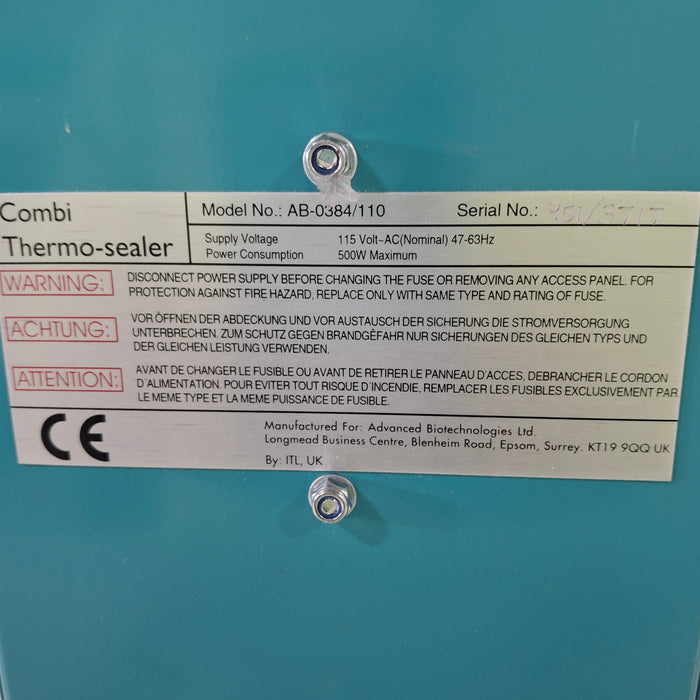 Combi
Thermo-sealer
Model No.: AB-0384/110 Serial No.: 951/3717
Supply Voltage 115 Volt~AC(Nominal) 47-63Hz
Power Consumption 500W Maximum
WARNING: DISCONNECT POWER SUPPLY BEFORE CHANGING THE FUSE OR REMOVING ANY ACCESS PANEL. FOR
PROTECTION AGAINST FIRE HAZARD, REPLACE ONLY WITH SAME TYPE AND RATING OF FUSE.
ACHTUNG: VOR ÖFFNEN DER ABDECKUNG UND VOR AUSTAUSCH DER SICHERUNG DIE STROMVERSORGUNG
UNTERBRECHEN. ZUM SCHUTZ GEGEN BRANDGEFAHR NUR SICHERUNGEN DES GLEICHEN TYPS UND
DER GLEICHEN LEISTUNG VERWENDEN.
ATTENTION: AVANT DE CHANGER LE FUSIBLE OU AVANT DE RETIRER LE PANNEAU D'ACCES, DEBRANCHER LE CORDON
D'ALIMENTATION. POUR EVITER TOUT RISQUE D'INCENDIE, REMPLACER LES FUSIBLES EXCLUSIVEMENT PAR
LE MEME TYPE ET LA MEME PUISSANCE DE FUSIBLE.
CE
Manufactured For: Advanced Biotechnologies Ltd.
Longmead Business Centre, Blenheim Road, Epsom, Surrey. KT19 9QQ UK
By: ITL, UK